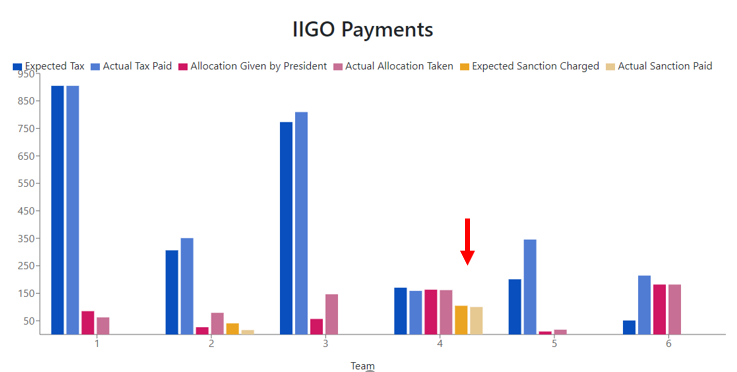 IIGO Payments
Expected Tax Actual Tax Paid Allocation Given by President Actual Allocation Taken Expected Sanction Charged Actual Sanction Paid
950
850
750
650
550
450
350
250
150
50
1 2 3 4 5 6
Team